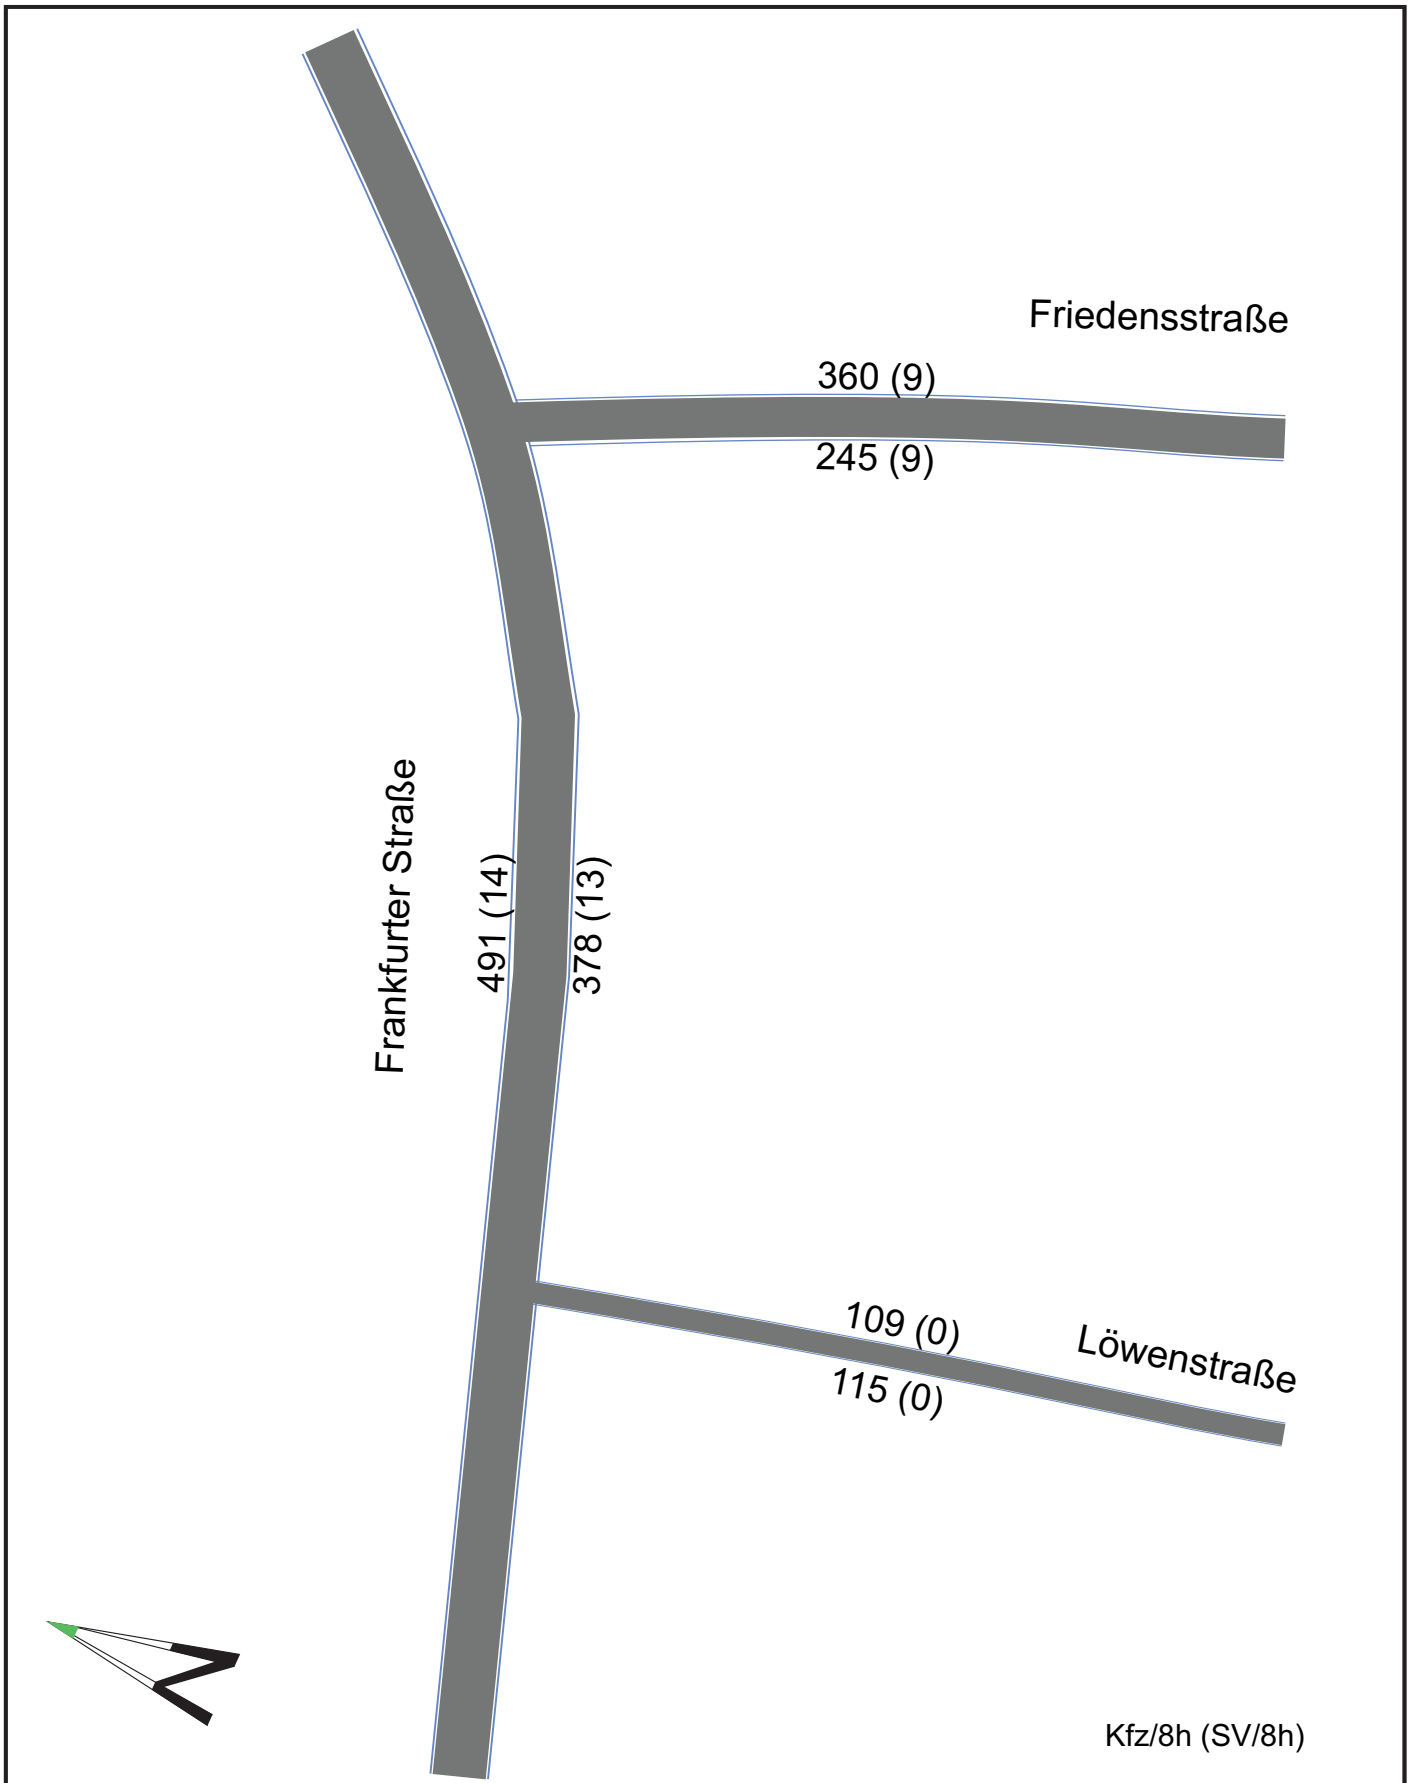 Friedensstraße
360 (9)
245 (9)
Frankfurter Straße
491 (14)
378 (13)
109 (0)
115 (0)
Löwenstraße
Kfz/8h (SV/8h)